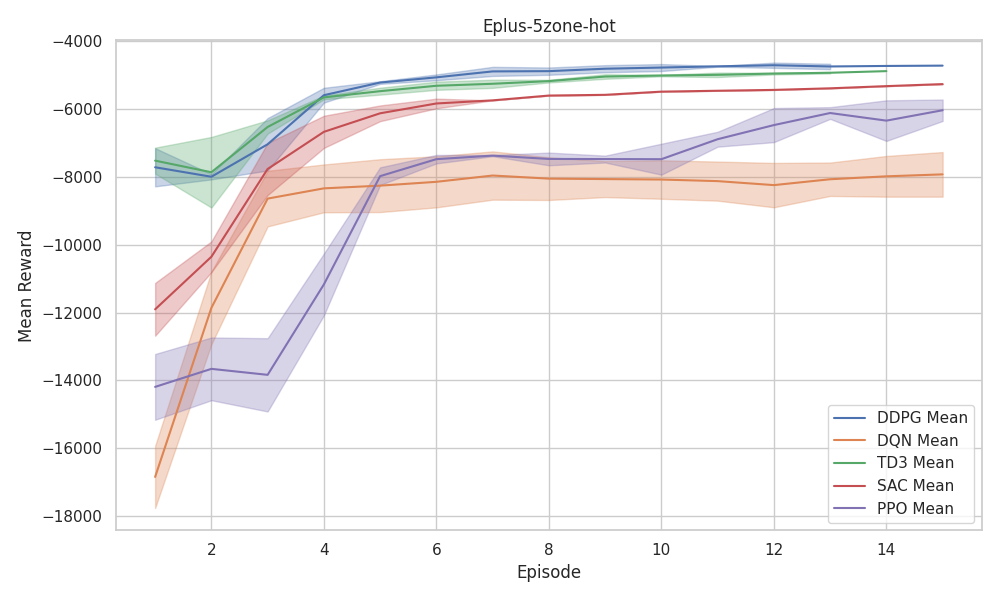 Eplus-5zone-hot
Mean Reward
−4000
−6000
−8000
−10000
−12000
−14000
−16000
−18000
2
4
6
8
10
12
14
Episode
DDPG Mean
DQN Mean
TD3 Mean
SAC Mean
PPO Mean